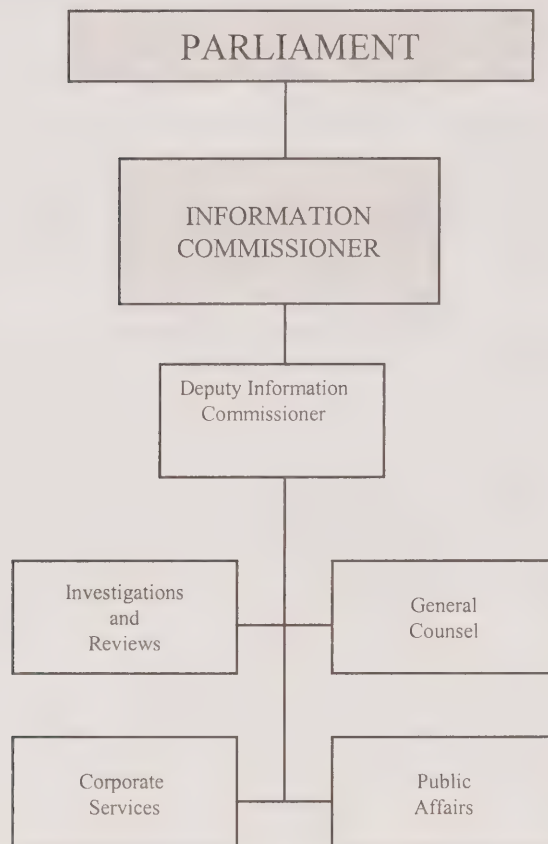 PARLIAMENT
INFORMATION
COMMISSIONER
Deputy Information
Commissioner
Investigations
and
Reviews
General
Counsel
Corporate
Services
Public
Affairs